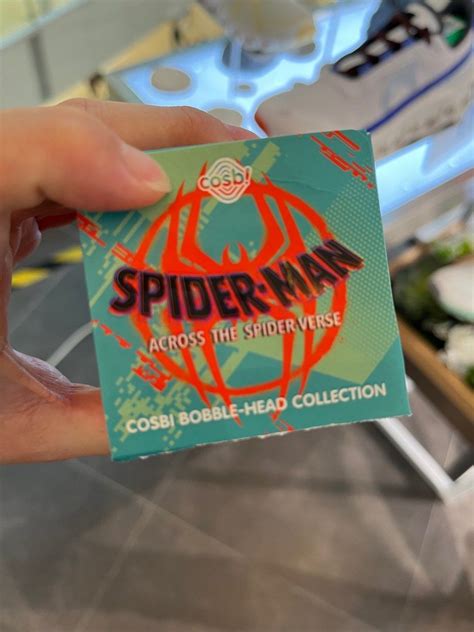 cosbi
SPIDER-MAN
ACROSS THE SPIDER-VERSE
COSBI BOBBLE-HEAD COLLECTION